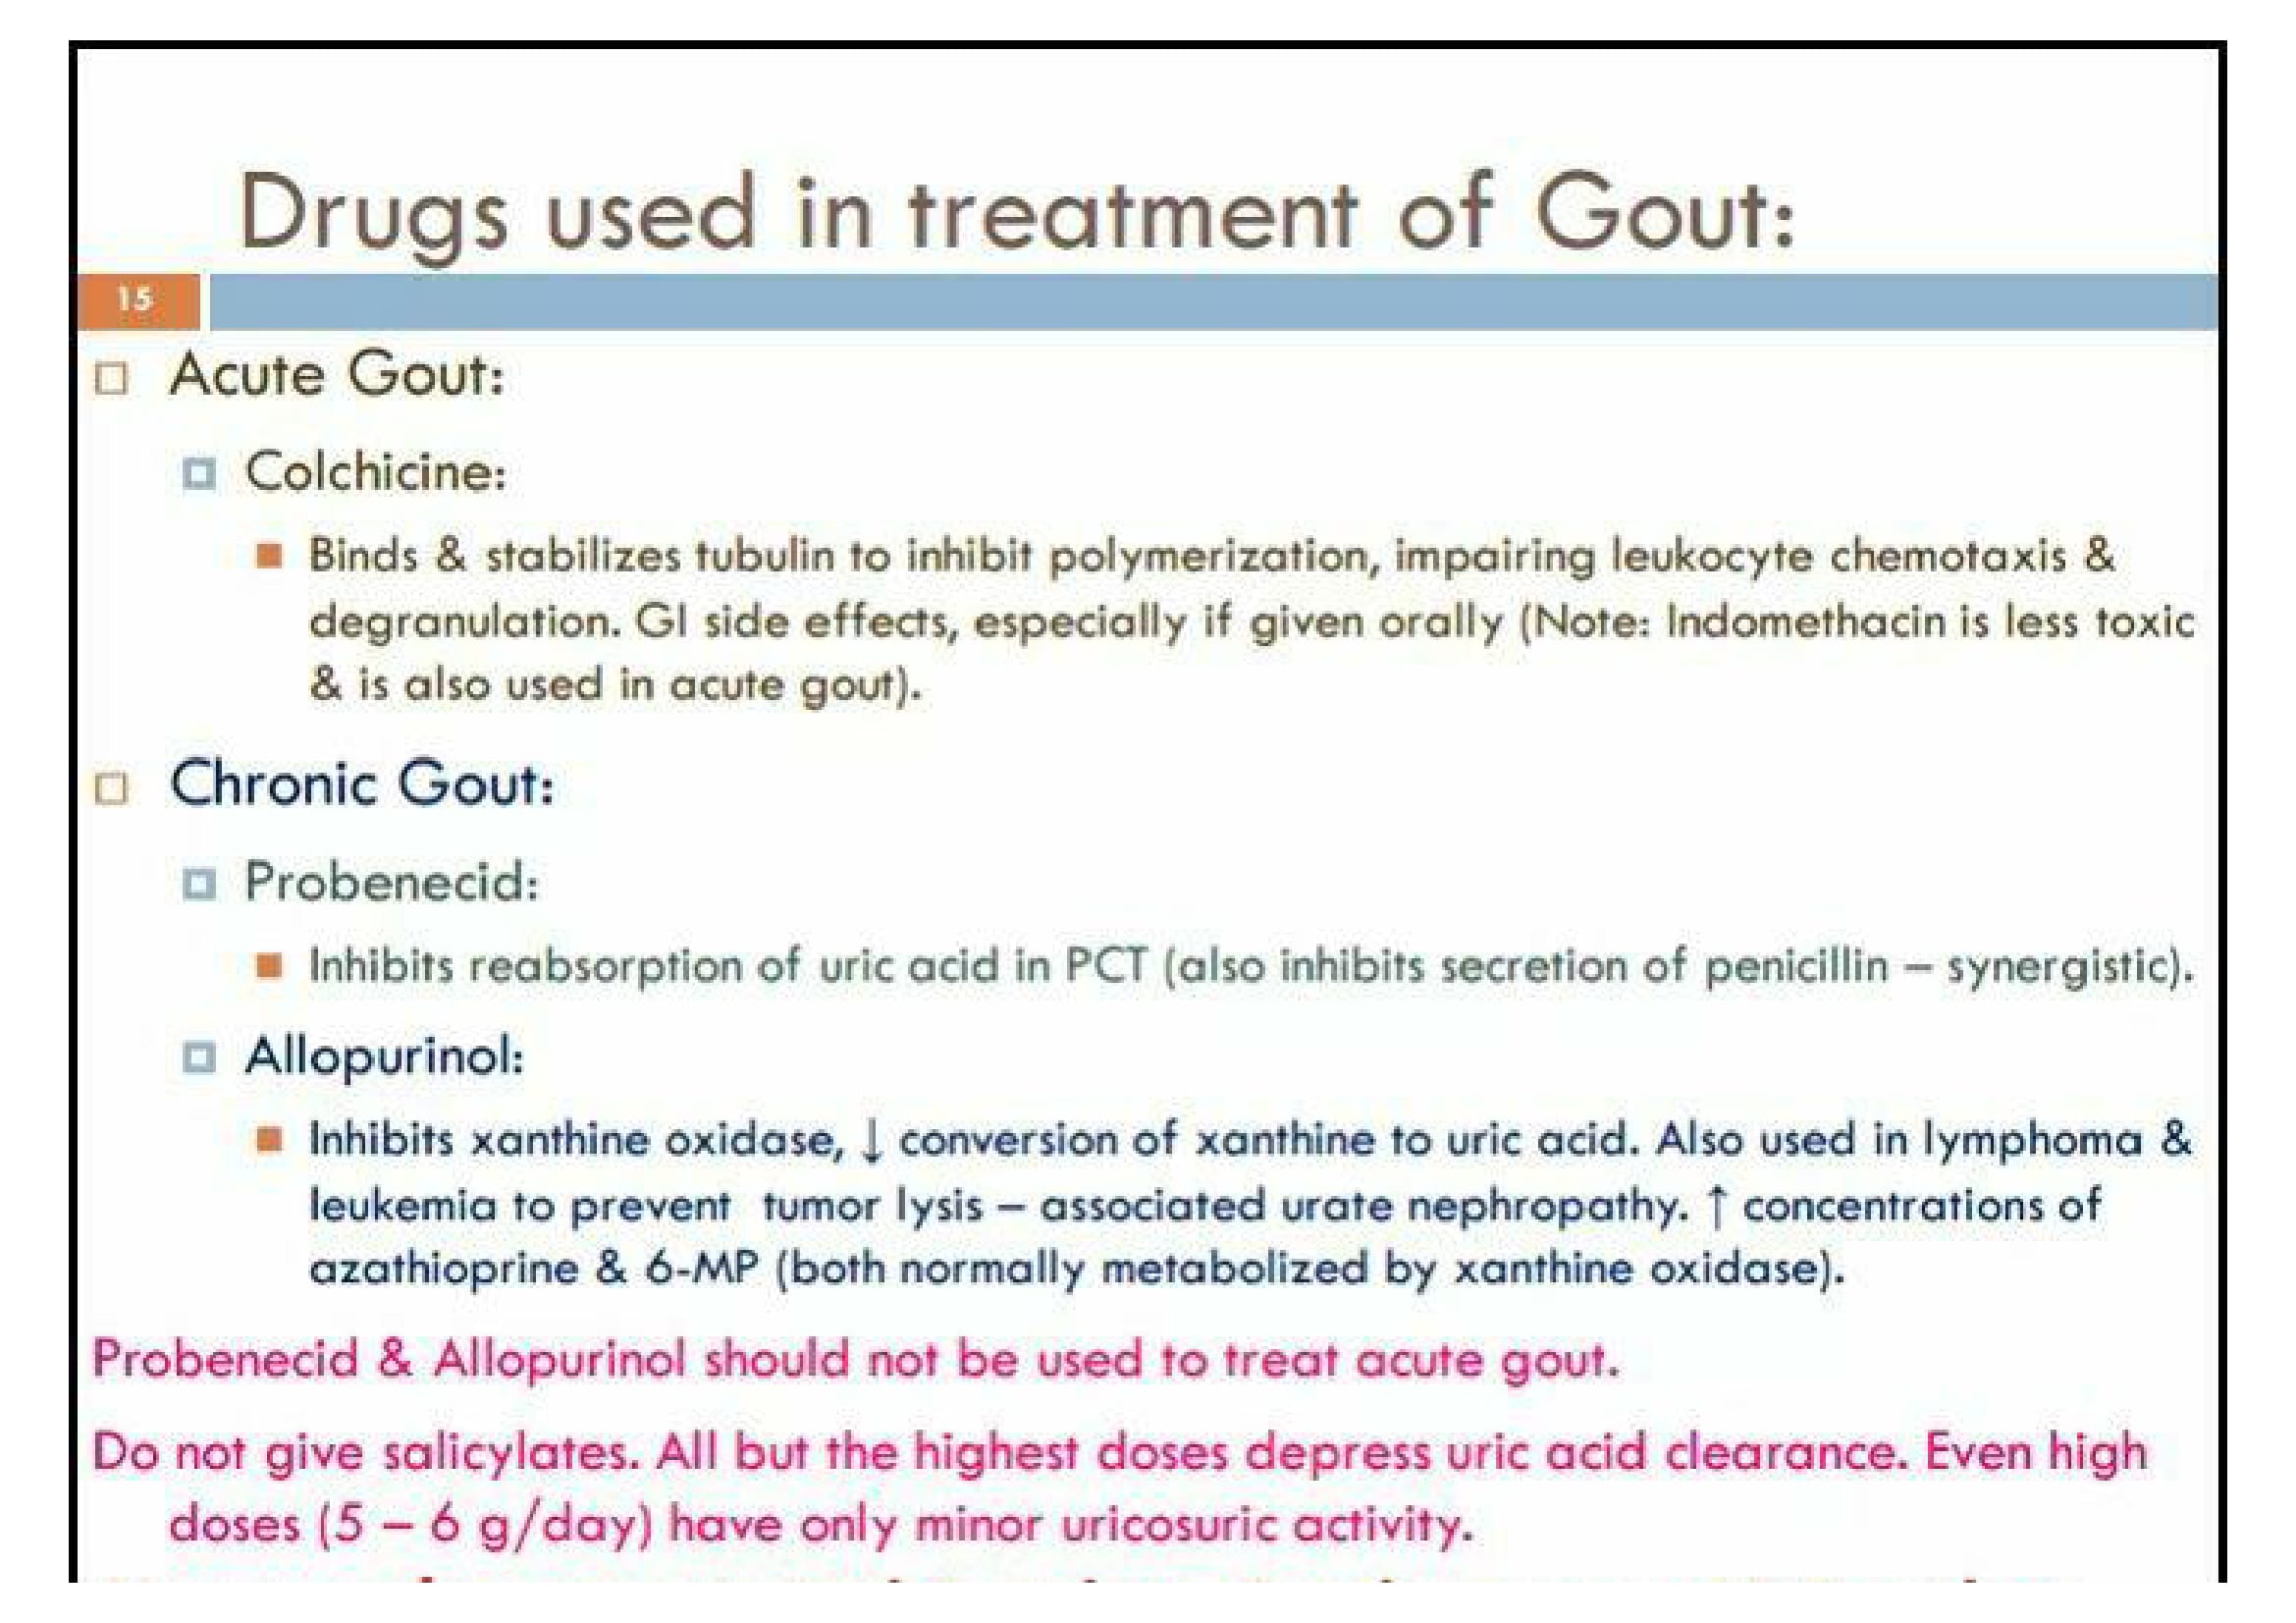 Drugs used in treatment of Gout:
15
Acute Gout:
Colchicine:
Binds & stabilizes tubulin to inhibit polymerization, impairing leukocyte chemotaxis &
degranulation. GI side effects, especially if given orally (Note: Indomethacin is less toxic
& is also used in acute gout).
Chronic Gout:
Probenecid:
Inhibits reabsorption of uric acid in PCT (also inhibits secretion of penicillin – synergistic).
Allopurinol:
Inhibits xanthine oxidase, ↓ conversion of xanthine to uric acid. Also used in lymphoma &
leukemia to prevent tumor lysis – associated urate nephropathy. ↑ concentrations of
azathioprine & 6-MP (both normally metabolized by xanthine oxidase).
Probenecid & Allopurinol should not be used to treat acute gout.
Do not give salicylates. All but the highest doses depress uric acid clearance. Even high
doses (5 – 6 g/day) have only minor uricosuric activity.